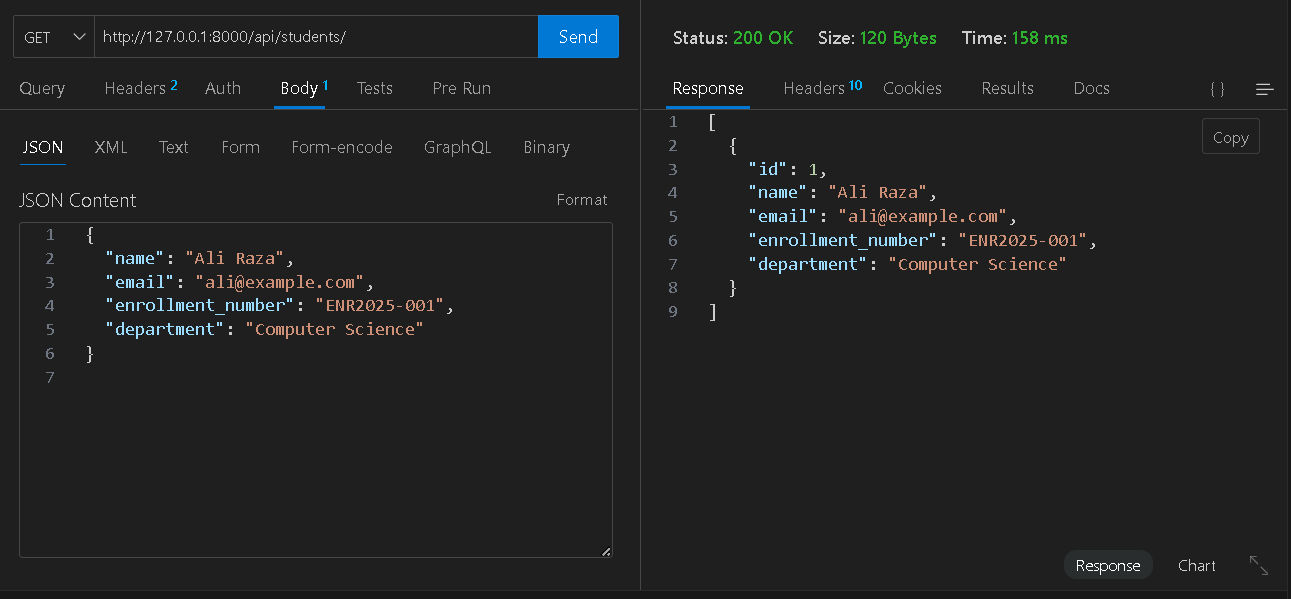 GET http://127.0.0.1:8000/api/students/ Send
Query Headers 2 Auth Body 1 Tests Pre Run
JSON XML Text Form Form-encode GraphQL Binary
JSON Content Format
1 {
2 "name": "Ali Raza",
3 "email": "ali@example.com",
4 "enrollment_number": "ENR2025-001",
5 "department": "Computer Science"
6 }
7
Status: 200 OK Size: 120 Bytes Time: 158 ms
Response Headers 10 Cookies Results Docs {}
1 [
Copy
2 {
3 "id": 1,
4 "name": "Ali Raza",
5 "email": "ali@example.com",
6 "enrollment_number": "ENR2025-001",
7 "department": "Computer Science"
8 }
9 ]
Response Chart